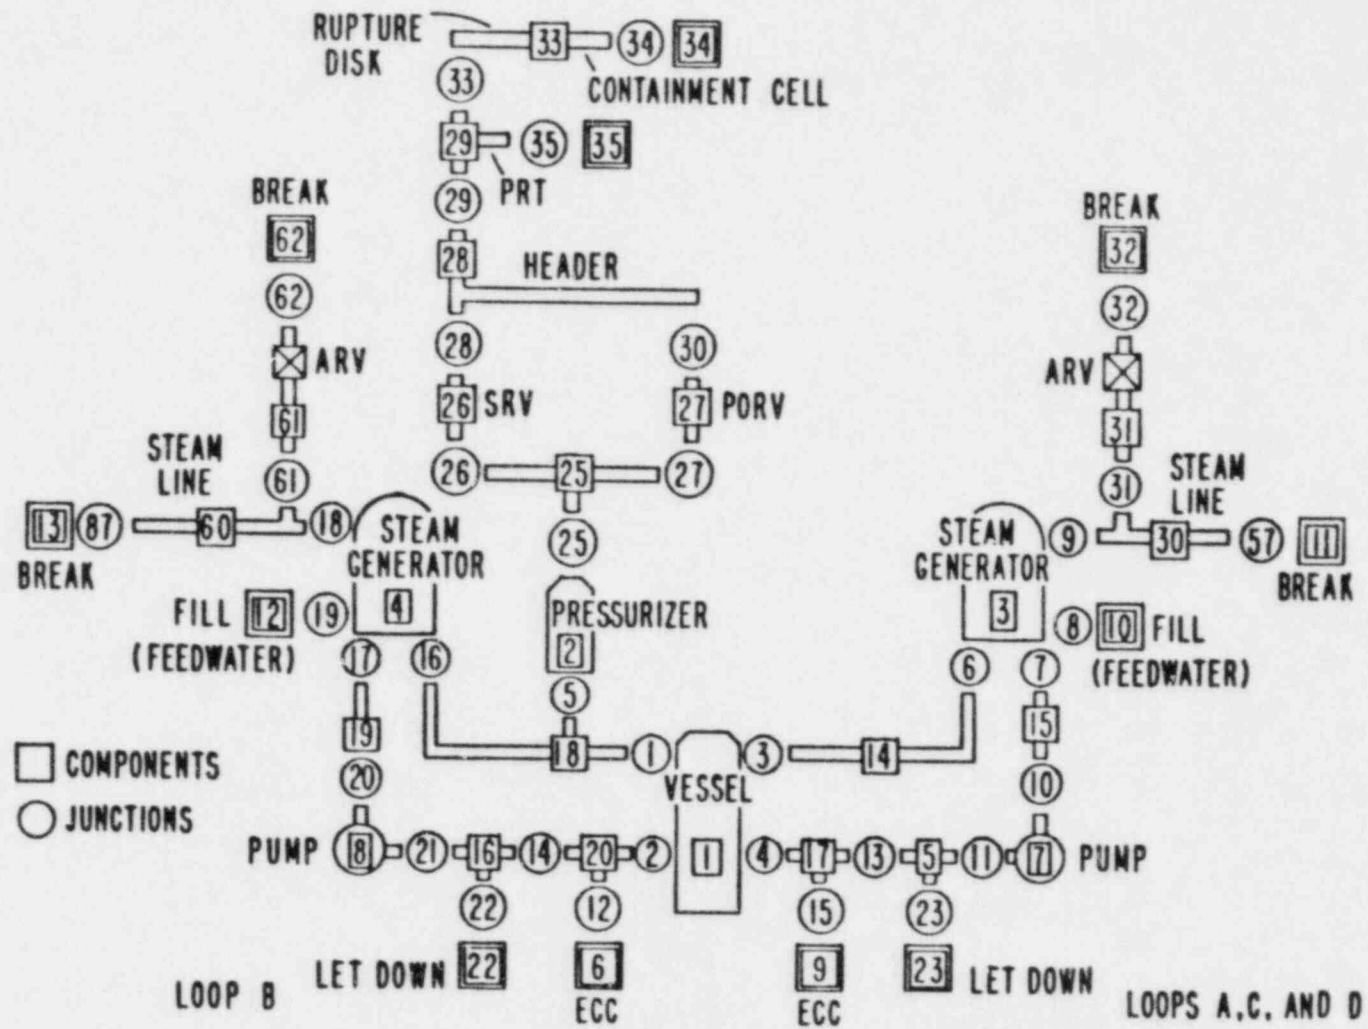 RUPTURE
DISK
33
34
34
33
CONTAINMENT CELL
29
35
35
PRT
29
BREAK
62
28
HEADER
BREAK
32
62
28
30
32
ARV
26
SRV
27
PORV
ARV
61
31
STEAM
LINE
61
26
25
27
31
STEAM
LINE
13
87
60
18
STEAM
GENERATOR
4
25
STEAM
GENERATOR
3
9
30
57
11
BREAK
BREAK
FILL
12
19
(FEEDWATER)
PRESSURIZER
2
8
10
FILL
(FEEDWATER)
17
16
5
6
7
19
18
1
VESSEL
3
14
15
COMPONENTS
20
10
JUNCTIONS
PUMP
8
21
16
14
20
2
1
4
17
13
5
11
7
PUMP
22
12
15
23
LET DOWN
22
6
9
23
LET DOWN
ECC
ECC
LOOP B
LOOPS A,C, AND D